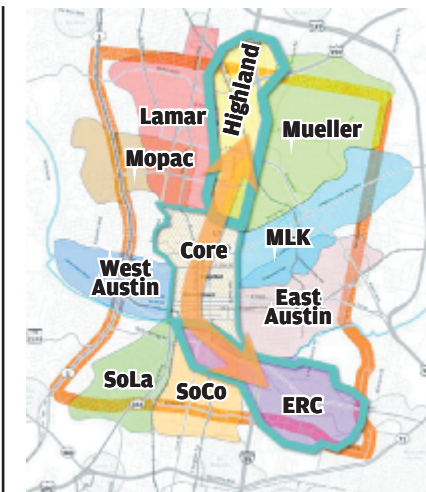 Highland
Lamar
Mueller
Mopac
Core
MLK
West
Austin
East
Austin
SoLa
SoCo
ERC